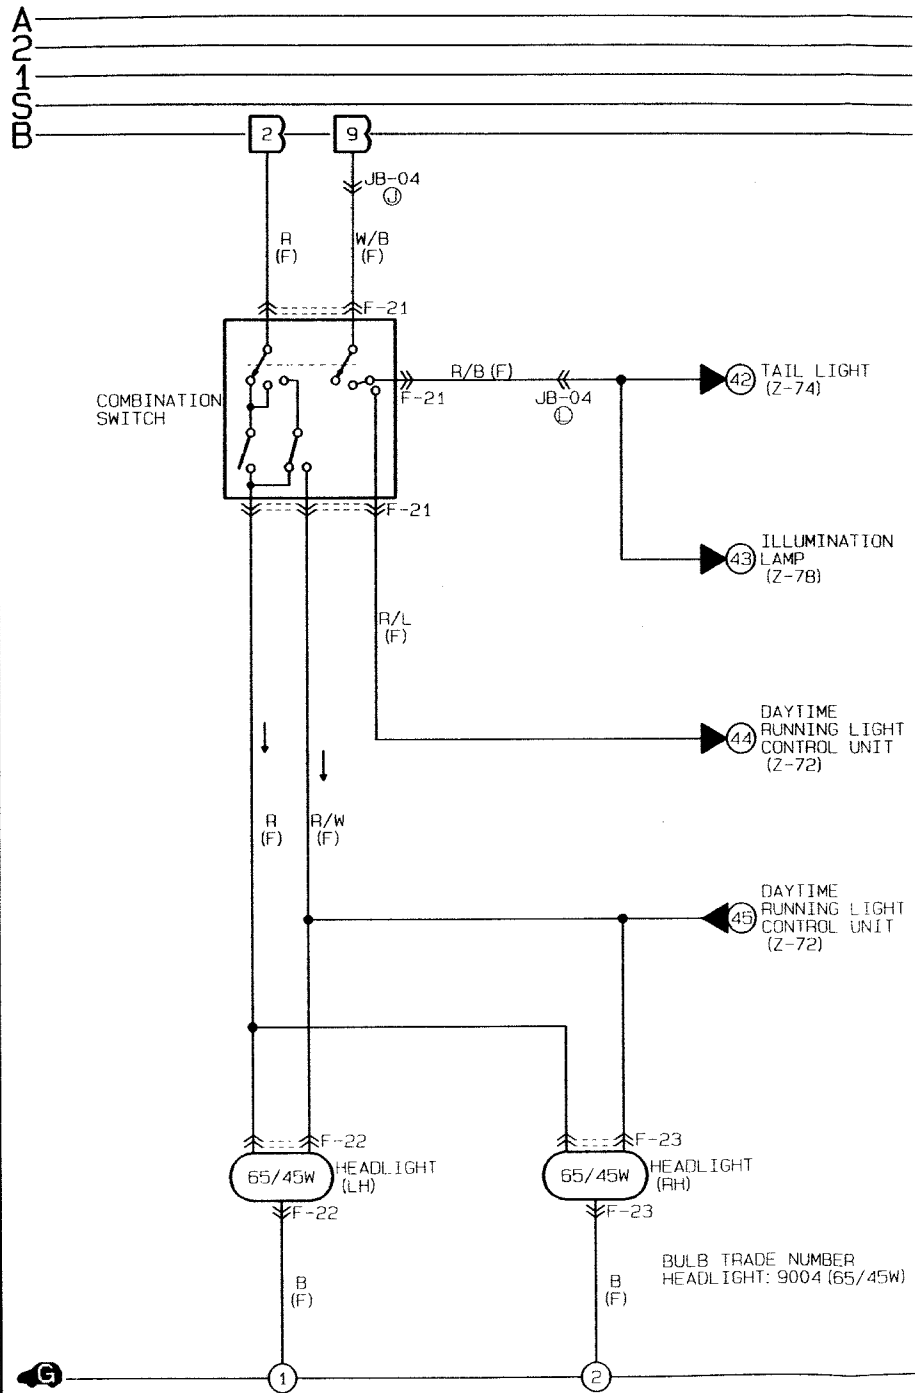 A
2
1
S
B
2
9
JB-04
J
R
(F)
W/B
(F)
F-21
COMBINATION
SWITCH
R/B (F)
F-21
JB-04
L
42
TAIL LIGHT
(Z-74)
F-21
43
ILLUMINATION
LAMP
(Z-78)
R/L
(F)
44
DAYTIME
RUNNING LIGHT
CONTROL UNIT
(Z-72)
R
(F)
R/W
(F)
45
DAYTIME
RUNNING LIGHT
CONTROL UNIT
(Z-72)
F-22
F-23
65/45W
HEADLIGHT
(LH)
65/45W
HEADLIGHT
(RH)
F-22
F-23
B
(F)
B
(F)
BULB TRADE NUMBER
HEADLIGHT: 9004 (65/45W)
G
1
2